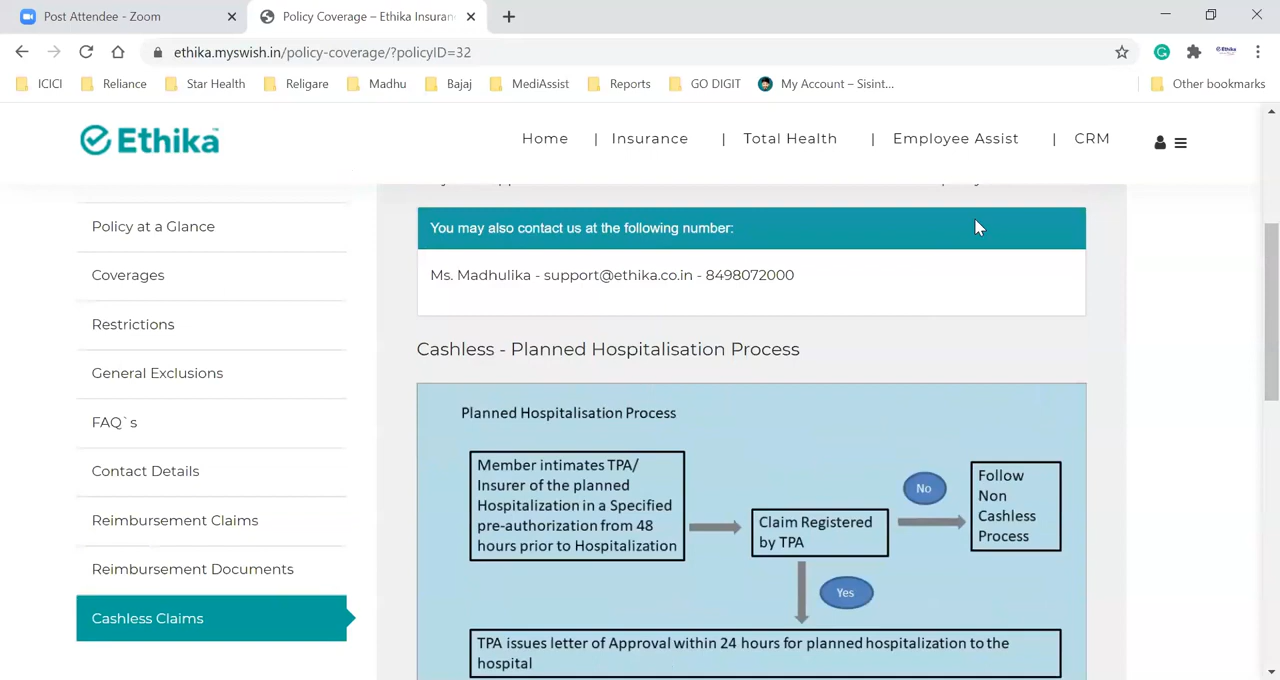 Post Attendee - Zoom
Policy Coverage – Ethika Insuran
ethika.myswish.in/policy-coverage/?policyID=32
ICICI
Reliance
Star Health
Religare
Madhu
Bajaj
MediAssist
Reports
GO DIGIT
My Account – Sisint...
Other bookmarks
Ethika
Home | Insurance | Total Health | Employee Assist | CRM
Policy at a Glance
Coverages
Restrictions
General Exclusions
FAQ`s
Contact Details
Reimbursement Claims
Reimbursement Documents
Cashless Claims
You may also contact us at the following number:
Ms. Madhulika - support@ethika.co.in - 8498072000
Cashless - Planned Hospitalisation Process
Planned Hospitalisation Process
Member intimates TPA/
Insurer of the planned
Hospitalization in a Specified
pre-authorization from 48
hours prior to Hospitalization
Claim Registered
by TPA
No
Follow
Non
Cashless
Process
Yes
TPA issues letter of Approval within 24 hours for planned hospitalization to the
hospital